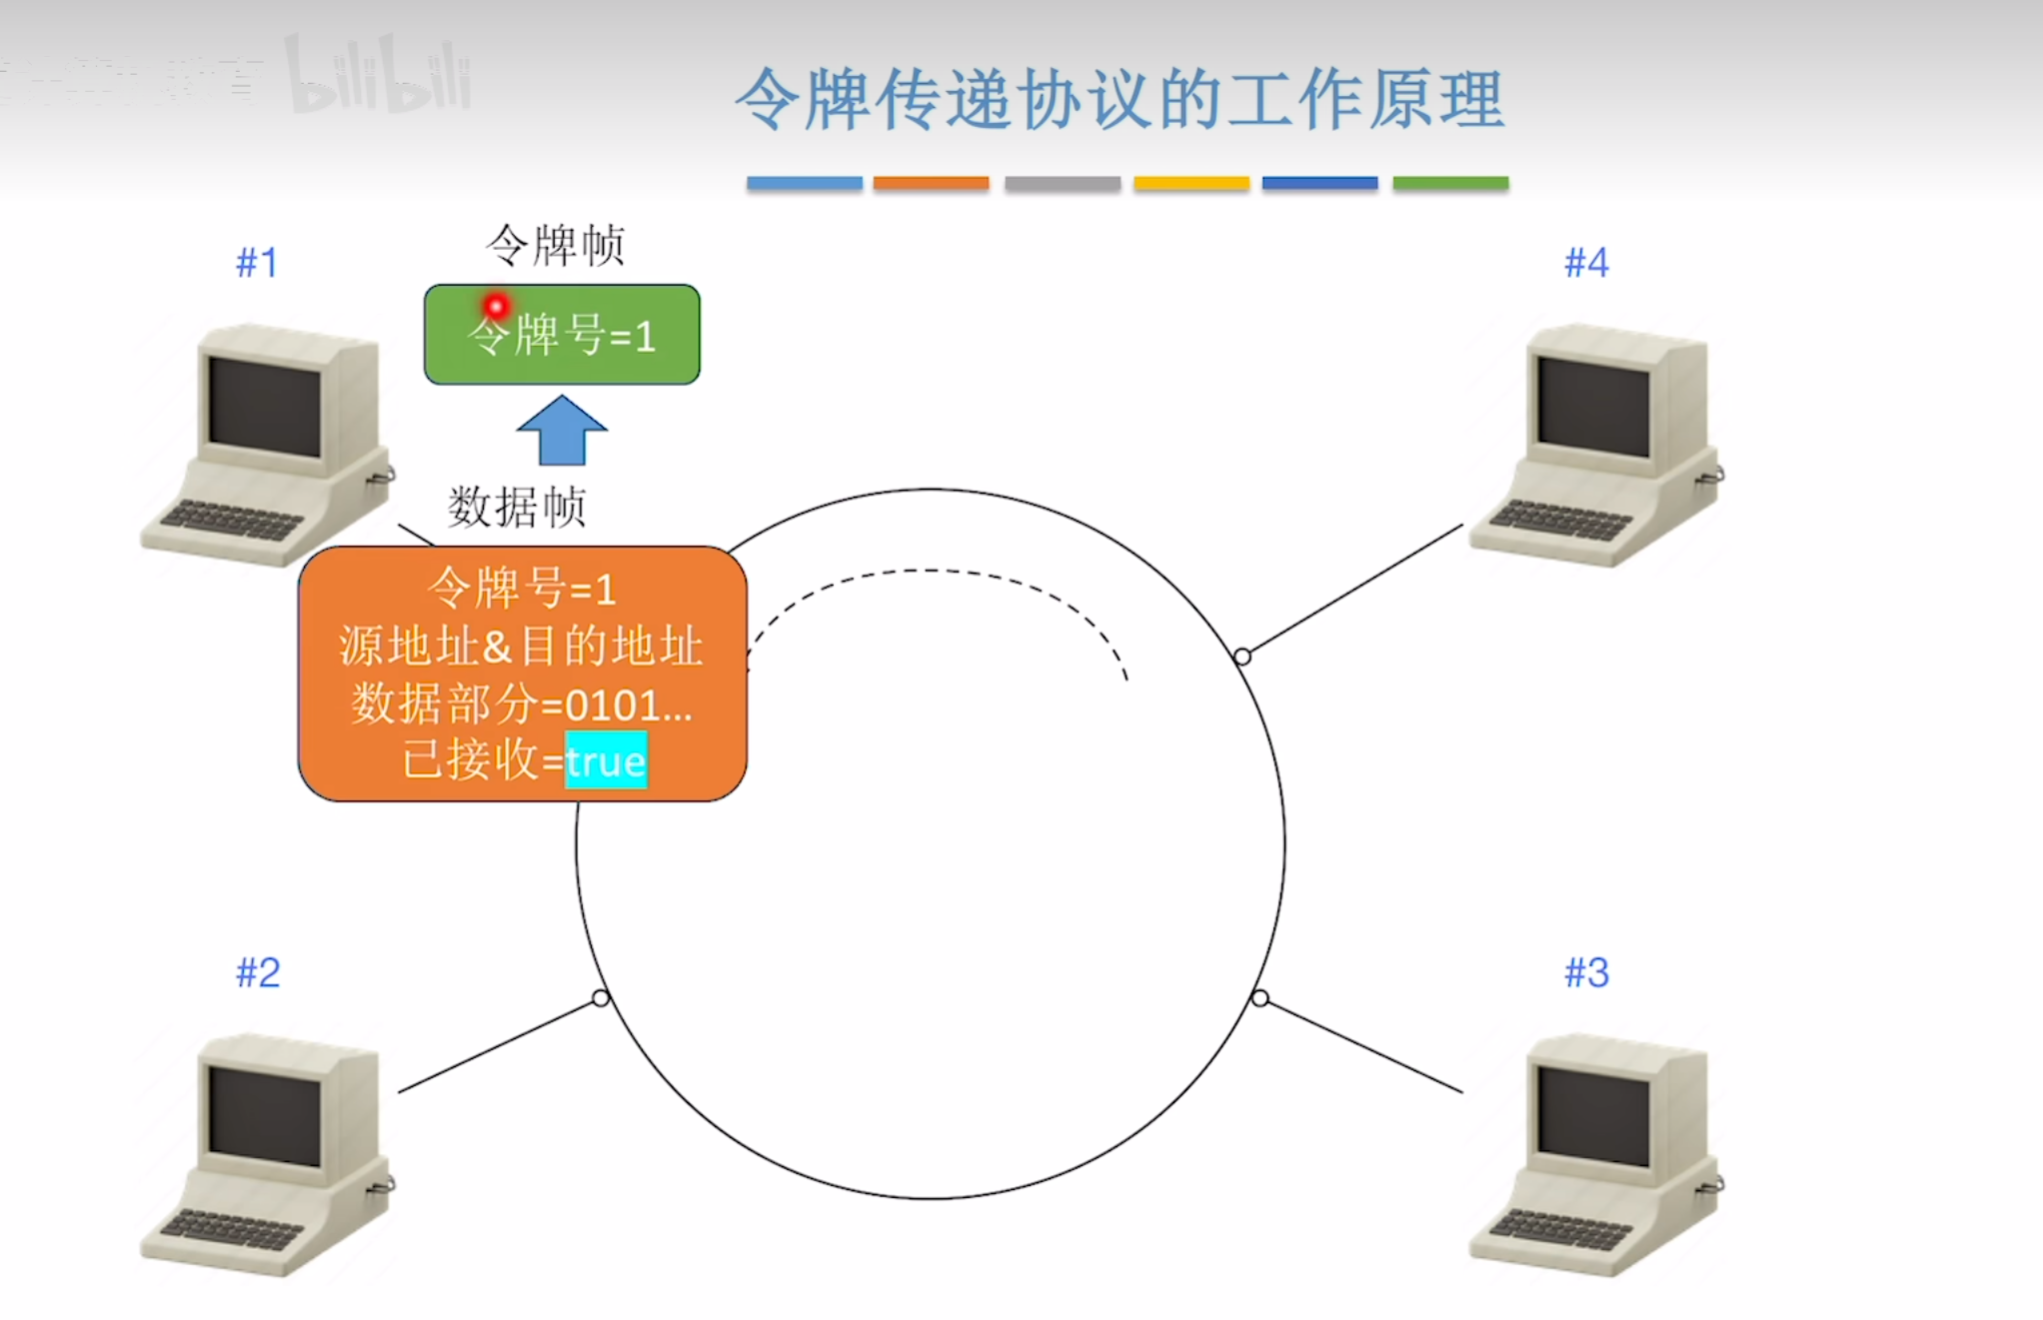 bilibili
令牌传递协议的工作原理
#1
令牌帧
令牌号=1
数据帧
令牌号=1
源地址&目的地址
数据部分=0101...
已接收=true
#4
#2
#3